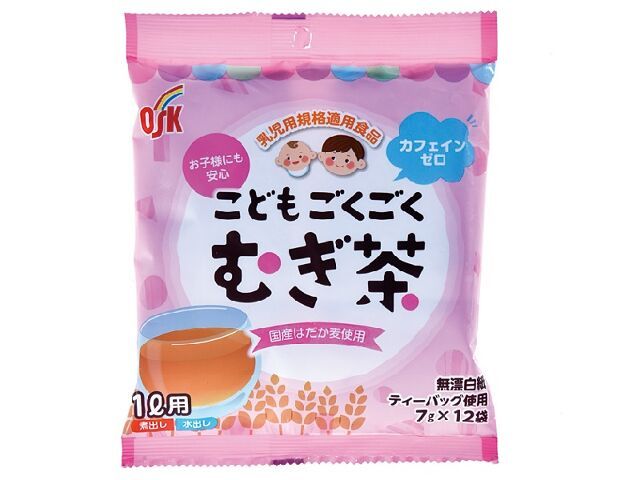 OSK
乳児用規格適用食品
お子様にも
安心
カフェイン
ゼロ
こどもごくごく
むぎ茶
国産はだか麦使用
1ℓ用
煮出し 水出し
無漂白紙
ティーバッグ使用
7g×12袋